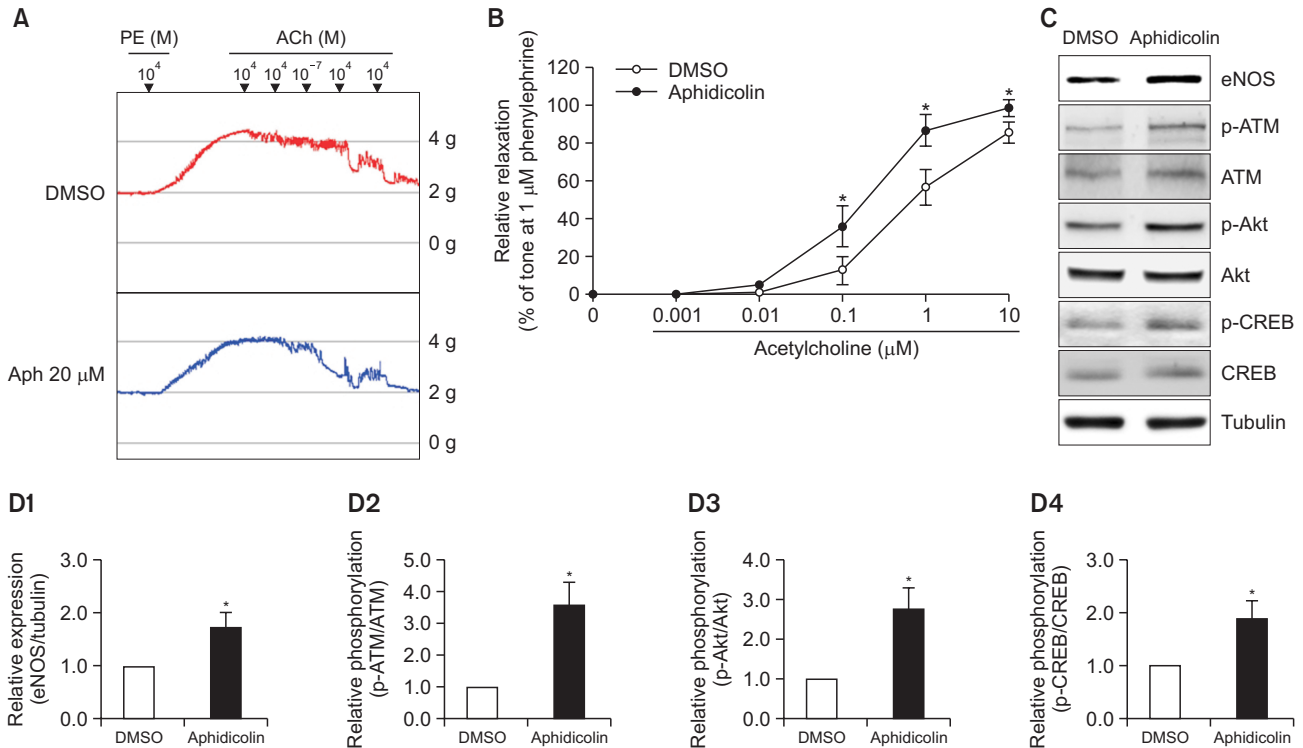 A
PE (M)
ACh (M)
10⁴
10⁴ 10⁴ 10⁻⁷ 10⁴ 10⁴
DMSO
4 g
2 g
0 g
Aph 20 μM
4 g
2 g
0 g
B
Relative relaxation
(% of tone at 1 μM phenylephrine)
120
100
80
60
40
20
0
DMSO
Aphidicolin
*
*
*
0 0.001 0.01 0.1 1 10
Acetylcholine (μM)
C
DMSO Aphidicolin
eNOS
p-ATM
ATM
p-Akt
Akt
p-CREB
CREB
Tubulin
D1
Relative expression
(eNOS/tubulin)
3.0
2.0
1.0
0.0
*
DMSO Aphidicolin
D2
Relative phosphorylation
(p-ATM/ATM)
5.0
4.0
3.0
2.0
1.0
0.0
*
DMSO Aphidicolin
D3
Relative phosphorylation
(p-Akt/Akt)
4.0
3.0
2.0
1.0
0.0
*
DMSO Aphidicolin
D4
Relative phosphorylation
(p-CREB/CREB)
3.0
2.0
1.0
0.0
*
DMSO Aphidicolin